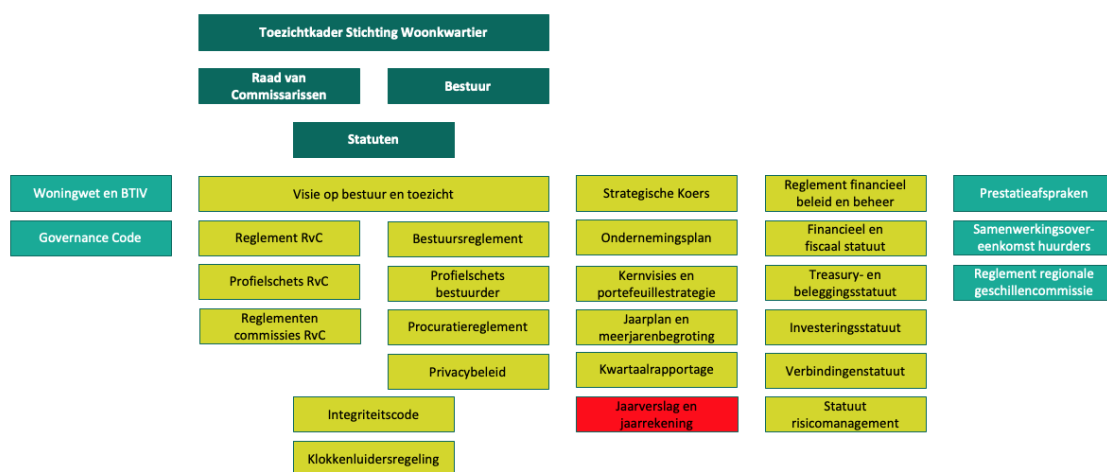 Toezichtkader Stichting Woonkwartier
Raad van
Commissarissen
Bestuur
Statuten
Woningwet en BTIV
Governance Code
Visie op bestuur en toezicht
Reglement RvC
Profielschets RvC
Reglementen
commissies RvC
Bestuursreglement
Profielschets
bestuurder
Procuratiereglement
Privacybeleid
Integriteitscode
Klokkenluidersregeling
Strategische Koers
Ondernemingsplan
Kernvisies en
portefeuillestrategie
Jaarplan en
meerjarenbegroting
Kwartaalrapportage
Jaarverslag en
jaarrekening
Reglement financieel
beleid en beheer
Financieel en
fiscaal statuut
Treasury- en
beleggingsstatuut
Investeringsstatuut
Verbindingenstatuut
Statuut
risicomanagement
Prestatieafspraken
Samenwerkingsover-
eenkomst huurders
Reglement regionale
geschillencommissie